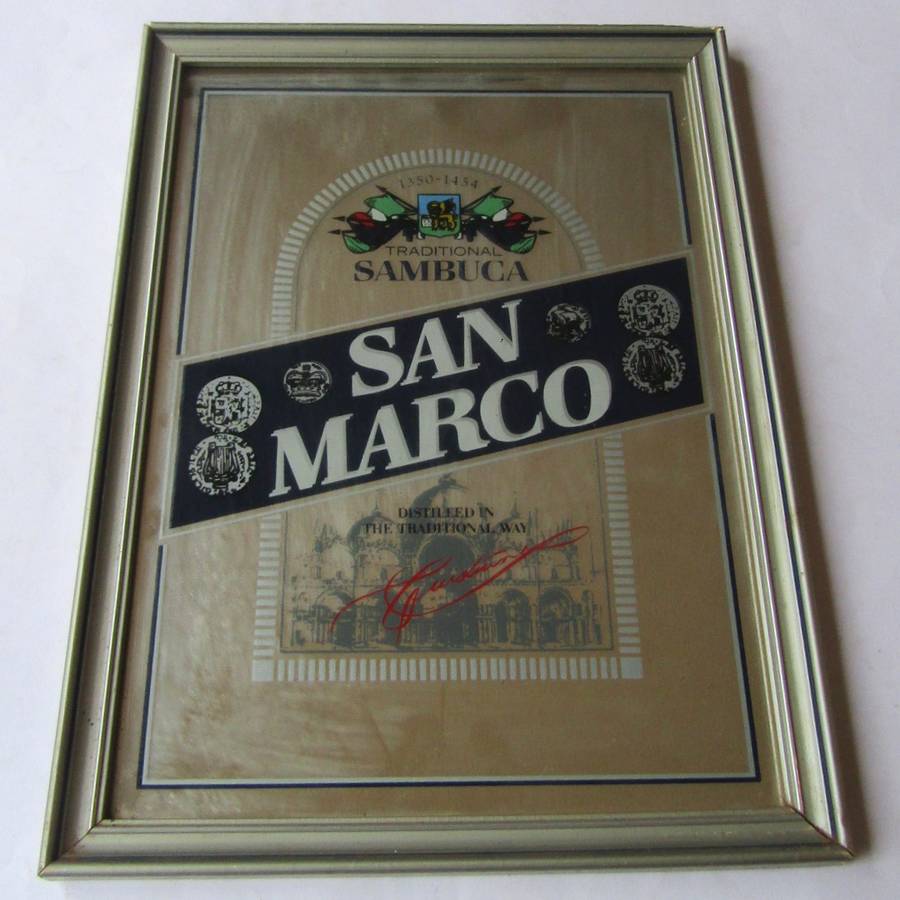 1350-1454
TRADITIONAL
SAMBUCA
SAN
MARCO
DISTILLED IN
THE TRADITIONAL WAY